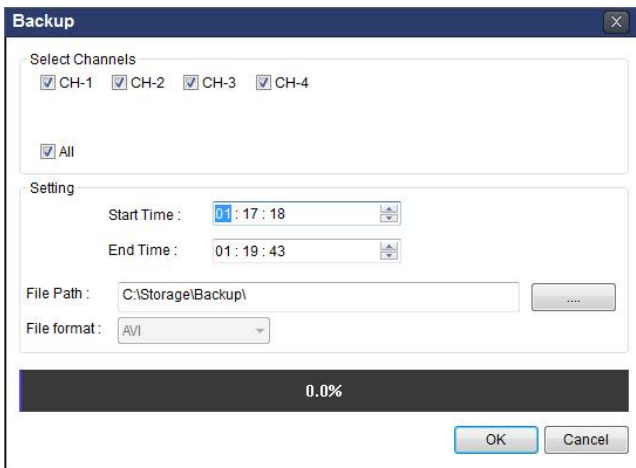 Backup
Select Channels
CH-1 CH-2 CH-3 CH-4
All
Setting
Start Time : 01 : 17 : 18
End Time : 01 : 19 : 43
File Path : C:\Storage\Backup\ ....
File format : AVI
0.0%
OK Cancel